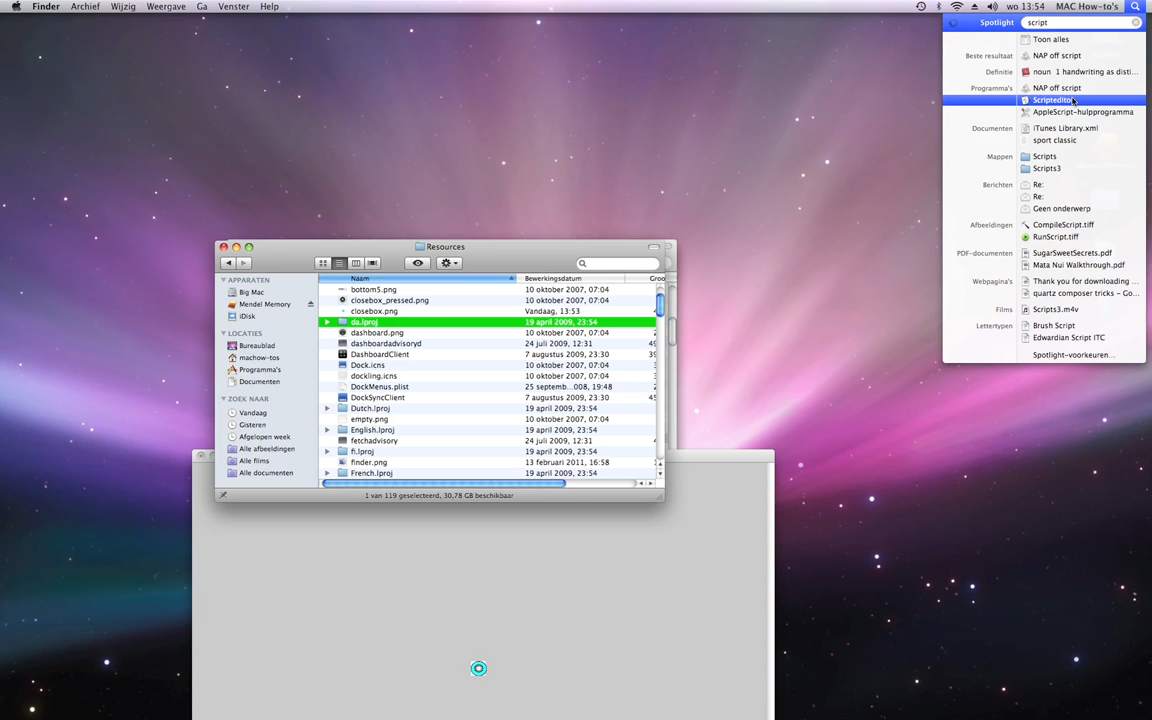 Finder Archief Wijzig Weergave Ga Venster Help wo 13:54 MAC How-to's
Spotlight script
Toon alles
Beste resultaat NAP off script
Definitie noun 1 handwriting as disti...
Programma's NAP off script
Scripteditor
AppleScript-hulpprogramma
Documenten iTunes Library.xml
sport classic
Mappen Scripts
Scripts3
Berichten Re:
Re:
Geen onderwerp
Afbeeldingen CompileScript.tiff
RunScript.tiff
PDF-documenten SugarSweetSecrets.pdf
Mata Nui Walkthrough.pdf
Webpagina's Thank you for downloading ...
quartz composer tricks - Go...
Films Scripts3.m4v
Lettertypen Brush Script
Edwardian Script ITC
Spotlight-voorkeuren...
Resources
APPARATEN
Big Mac
Mendel Memory
iDisk
LOCATIES
Bureaublad
machow-tos
Programma's
Documenten
ZOEK NAAR
Vandaag
Gisteren
Afgelopen week
Alle afbeeldingen
Alle films
Alle documenten
Naam Bewerkingsdatum Groo
bottom5.png 10 oktober 2007, 07:04
closebox_pressed.png 10 oktober 2007, 07:04
closebox.png Vandaag, 13:53
da.lproj 19 april 2009, 23:54
dashboard.png 10 oktober 2007, 07:04
dashboardadvisoryd 24 juli 2009, 12:31
DashboardClient 7 augustus 2009, 23:30
Dock.icns 10 oktober 2007, 07:04
dockling.icns 10 oktober 2007, 07:04
DockMenus.plist 25 septemb...008, 19:48
DockSyncClient 7 augustus 2009, 23:30
Dutch.lproj 19 april 2009, 23:54
empty.png 10 oktober 2007, 07:04
English.lproj 19 april 2009, 23:54
fetchadvisory 24 juli 2009, 12:31
fi.lproj 19 april 2009, 23:54
finder.png 13 februari 2011, 16:58
French.lproj 19 april 2009, 23:54
1 van 119 geselecteerd, 30,78 GB beschikbaar